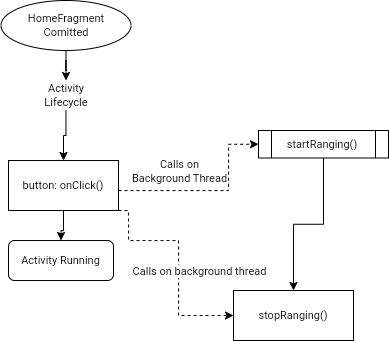 HomeFragment
Comitted
Activity
Lifecycle
startRanging()
Calls on
Background Thread
button: onClick()
Activity Running
Calls on background thread
stopRanging()